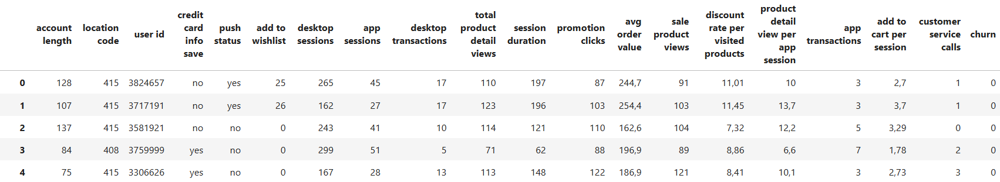 account length location code user id credit card info save push status add to wishlist desktop sessions app sessions desktop transactions total product detail views session duration promotion clicks avg order value sale product views discount rate per visited products product detail view per app session app transactions add to cart per session customer service calls churn
0 128 415 3824657 no yes 25 265 45 17 110 197 87 244,7 91 11,01 10 3 2,7 1 0
1 107 415 3717191 no yes 26 162 27 17 123 196 103 254,4 103 11,45 13,7 3 3,7 1 0
2 137 415 3581921 no no 0 243 41 10 114 121 110 162,6 104 7,32 12,2 5 3,29 0 0
3 84 408 3759999 yes no 0 299 51 5 71 62 88 196,9 89 8,86 6,6 7 1,78 2 0
4 75 415 3306626 yes no 0 167 28 13 113 148 122 186,9 121 8,41 10,1 3 2,73 3 0